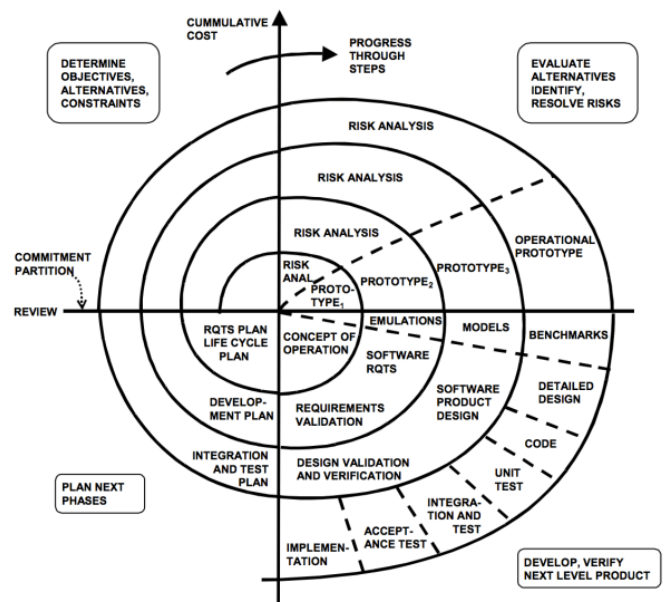 CUMMULATIVE
COST
PROGRESS
THROUGH
STEPS
DETERMINE
OBJECTIVES,
ALTERNATIVES,
CONSTRAINTS
EVALUATE
ALTERNATIVES
IDENTIFY,
RESOLVE RISKS
RISK ANALYSIS
RISK ANALYSIS
RISK ANALYSIS
RISK
ANAL.
PROTO-
TYPE1
PROTOTYPE2
PROTOTYPE3
OPERATIONAL
PROTOTYPE
COMMITMENT
PARTITION
REVIEW
EMULATIONS
MODELS
BENCHMARKS
RQTS PLAN
LIFE CYCLE
PLAN
CONCEPT OF
OPERATION
SOFTWARE
RQTS
SOFTWARE
PRODUCT
DESIGN
DETAILED
DESIGN
DEVELOP-
MENT PLAN
REQUIREMENTS
VALIDATION
CODE
INTEGRATION
AND TEST
PLAN
DESIGN VALIDATION
AND VERIFICATION
UNIT
TEST
PLAN NEXT
PHASES
INTEGRA-
TION AND
TEST
ACCEPT-
ANCE TEST
IMPLEMEN-
TATION
DEVELOP, VERIFY
NEXT LEVEL PRODUCT